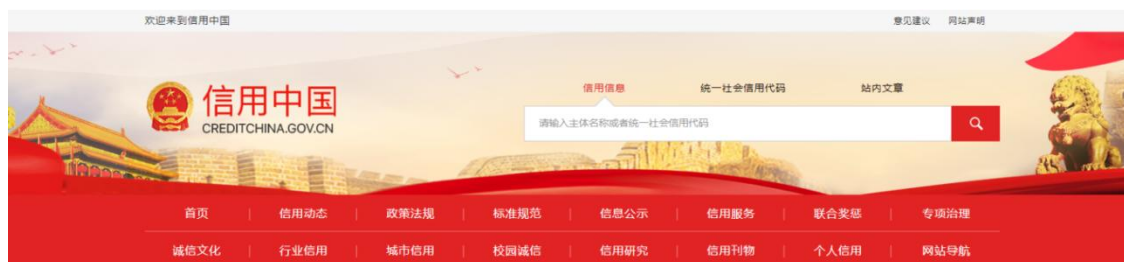 欢迎来到信用中国
意见建议 网站声明
信用信息 统一社会信用代码 站内文章
信用中国
CREDITCHINA.GOV.CN
请输入主体名称或者统一社会信用代码
首页 信用动态 政策法规 标准规范 信息公示 信用服务 联合奖惩 专项治理
诚信文化 行业信用 城市信用 校园诚信 信用研究 信用刊物 个人信用 网站导航